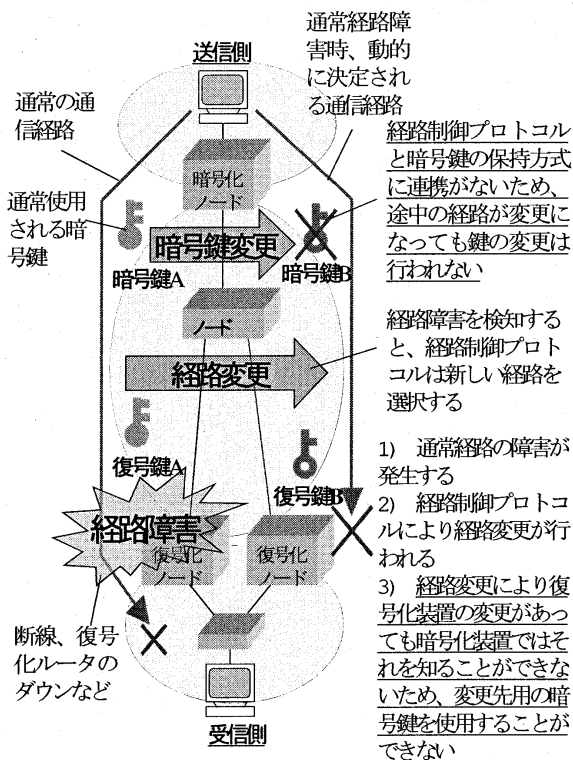 送信側
通常経路障
害時、動的
に決定され
る通信経路
通常の通
信経路
経路制御プロトコル
と暗号鍵の保持方式
に連携がないため、
途中の経路が変更に
なっても鍵の変更は
行われない
暗号化
ノード
通常使用
される暗
号鍵
暗号鍵変更
暗号鍵A
暗号鍵B
ノード
経路障害を検知する
と、経路制御プロト
コルは新しい経路を
選択する
経路変更
復号鍵A
復号鍵B
1) 通常経路の障害が
発生する
2) 経路制御プロトコ
ルにより経路変更が行
われる
3) 経路変更により復
号化装置の変更があっ
ても暗号化装置ではそ
れを知ることができな
いため、変更先用の暗
号鍵を使用することが
できない
経路障害
復号化
ノード
復号化
ノード
断線、復号
化ルータの
ダウンなど
受信側